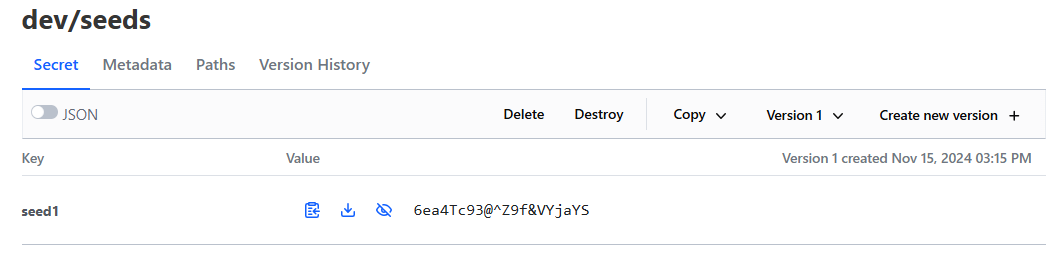 dev/seeds
Secret Metadata Paths Version History
JSON Delete Destroy Copy Version 1 Create new version +
Key Value Version 1 created Nov 15, 2024 03:15 PM
seed1 6ea4Tc93@^Z9f&VYjaYS